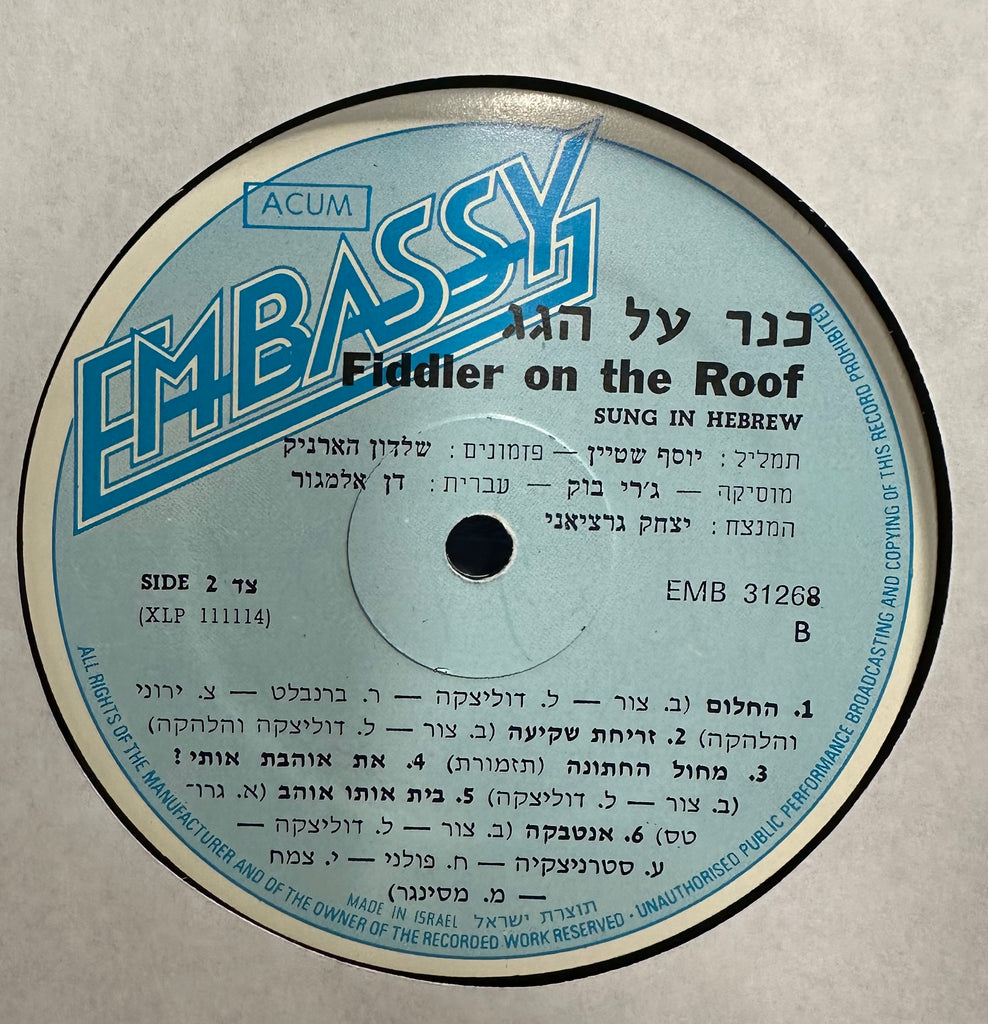 ACUM
EMBASSY
כנר על הגג
Fiddler on the Roof
SUNG IN HEBREW
תמליל: יוסף שטיין — פזמונים: שלדון הארניק
מוסיקה — ג׳רי בוק — עברית: דן אלמגור
המנצח: יצחק גרציאני
SIDE 2 צד
(XLP 111114)
EMB 31268
B
1. החלום (ב. צור — ל. דוליצקה — ר. ברנבלט — צ. ירוני
והלהקה) 2. זריחת שקיעה (ב. צור — ל. דוליצקה והלהקה)
3. מחול החתונה (תזמורת) 4. את אוהבת אותי?
(ב. צור — ל. דוליצקה) 5. בית אותו אוהב (א. גרו־
טס) 6. אנטבקה (ב. צור — ל. דוליצקה —
ע. סטרניצקיה — ח. פולני — י. צמח
— מ. מסינגר)
MADE IN ISRAEL תוצרת ישראל
ALL RIGHTS OF THE MANUFACTURER AND OF THE OWNER OF THE RECORDED WORK RESERVED · UNAUTHORISED PUBLIC PERFORMANCE BROADCASTING AND COPYING OF THIS RECORD PROHIBITED